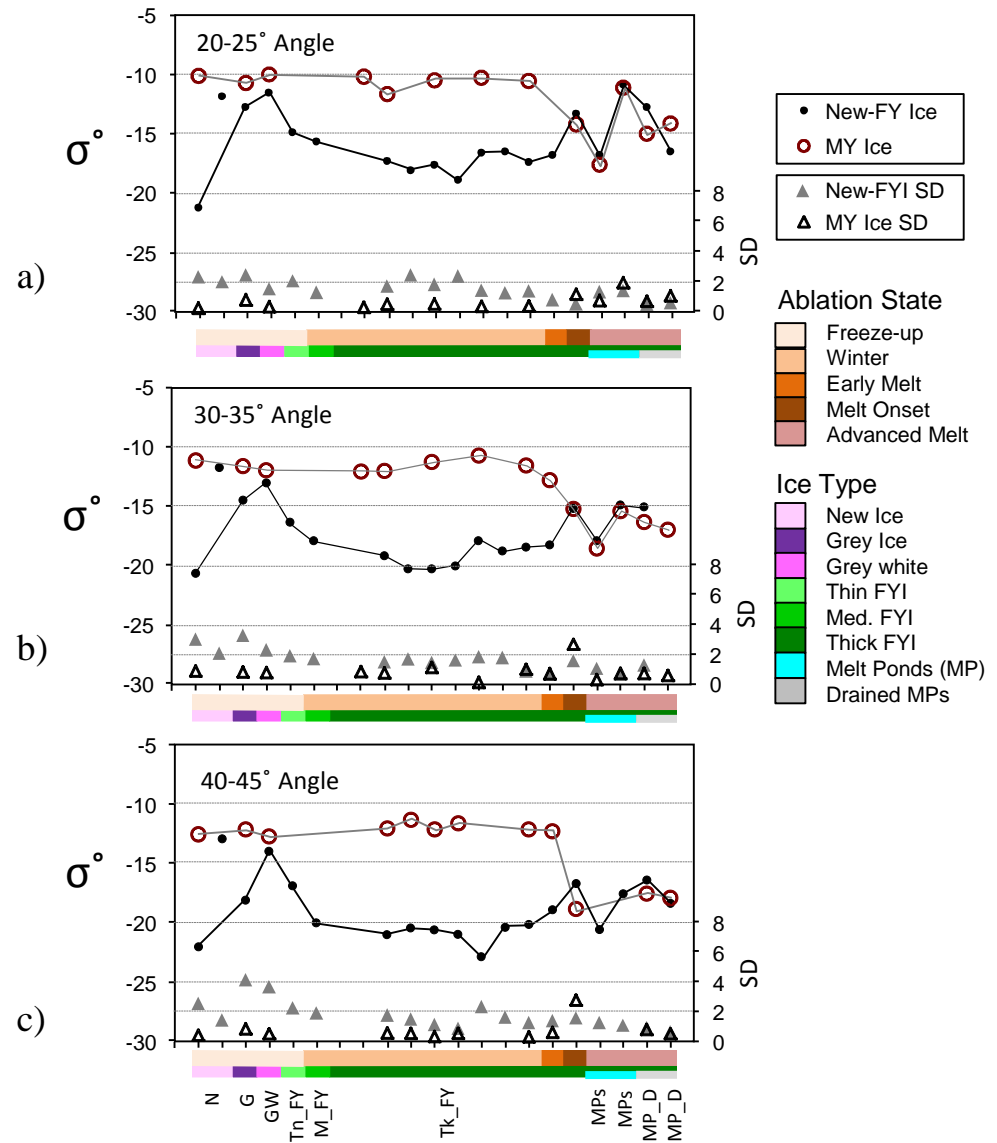 -5
20-25˚ Angle
-10
-15
σ˚
-20
8
6
-25
4
SD
2
a)
-30
0
New-FY Ice
MY Ice
New-FYI SD
MY Ice SD
Ablation State
Freeze-up
Winter
Early Melt
Melt Onset
Advanced Melt
Ice Type
New Ice
Grey Ice
Grey white
Thin FYI
Med. FYI
Thick FYI
Melt Ponds (MP)
Drained MPs
-5
30-35˚ Angle
-10
-15
σ˚
-20
8
6
-25
4
SD
2
b)
-30
0
-5
40-45˚ Angle
-10
-15
σ˚
-20
8
6
-25
4
SD
2
c)
-30
0
N
G
GW
Tn_FY
M_FY
Tk_FY
MPs
MPs
MP_D
MP_D